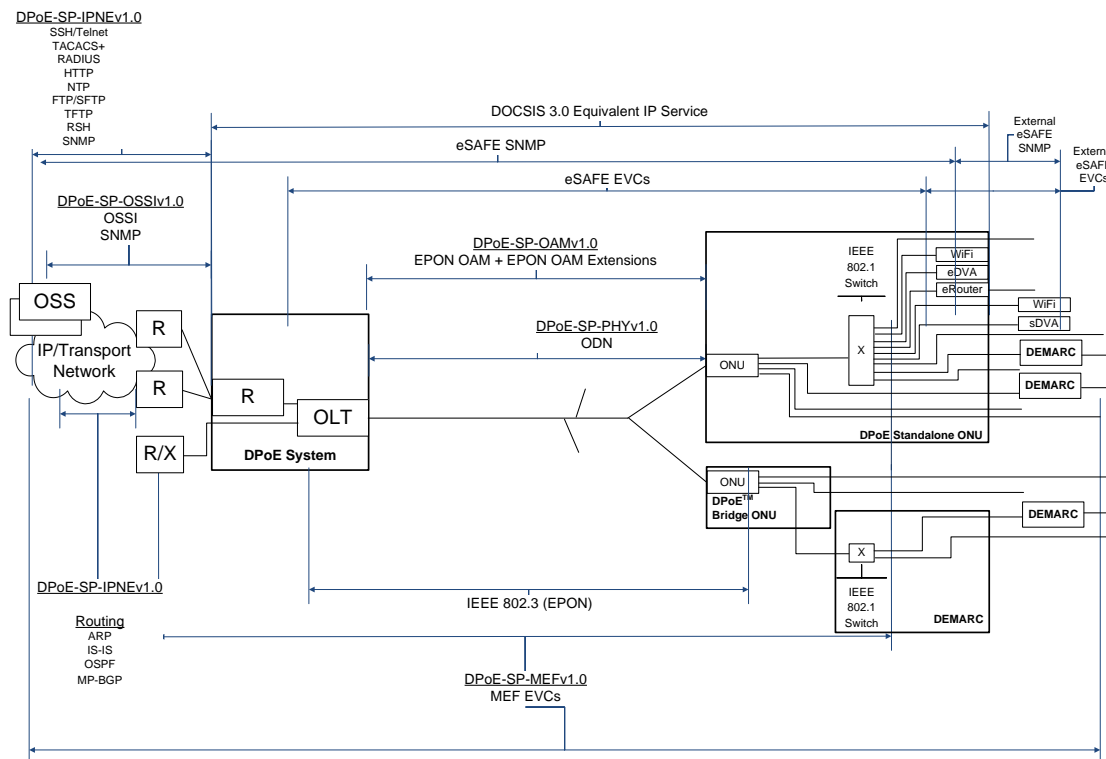 DPoE-SP-IPNEv1.0
SSH/Telnet
TACACS+
RADIUS
HTTP
NTP
FTP/SFTP
TFTP
RSH
SNMP
DOCSIS 3.0 Equivalent IP Service
eSAFE SNMP
External
eSAFE
SNMP
External
eSAFE
EVCs
eSAFE EVCs
DPoE-SP-OSSIv1.0
OSSI
SNMP
DPoE-SP-OAMv1.0
EPON OAM + EPON OAM Extensions
IEEE
802.1
Switch
WiFi
eDVA
eRouter
WiFi
sDVA
OSS
IP/Transport
Network
R
R
R/X
R
OLT
DPoE System
DPoE-SP-PHYv1.0
ODN
ONU
X
DEMARC
DEMARC
DPoE Standalone ONU
ONU
DPoE™
Bridge ONU
DEMARC
X
IEEE
802.1
Switch
DEMARC
DPoE-SP-IPNEv1.0
Routing
ARP
IS-IS
OSPF
MP-BGP
IEEE 802.3 (EPON)
DPoE-SP-MEFv1.0
MEF EVCs